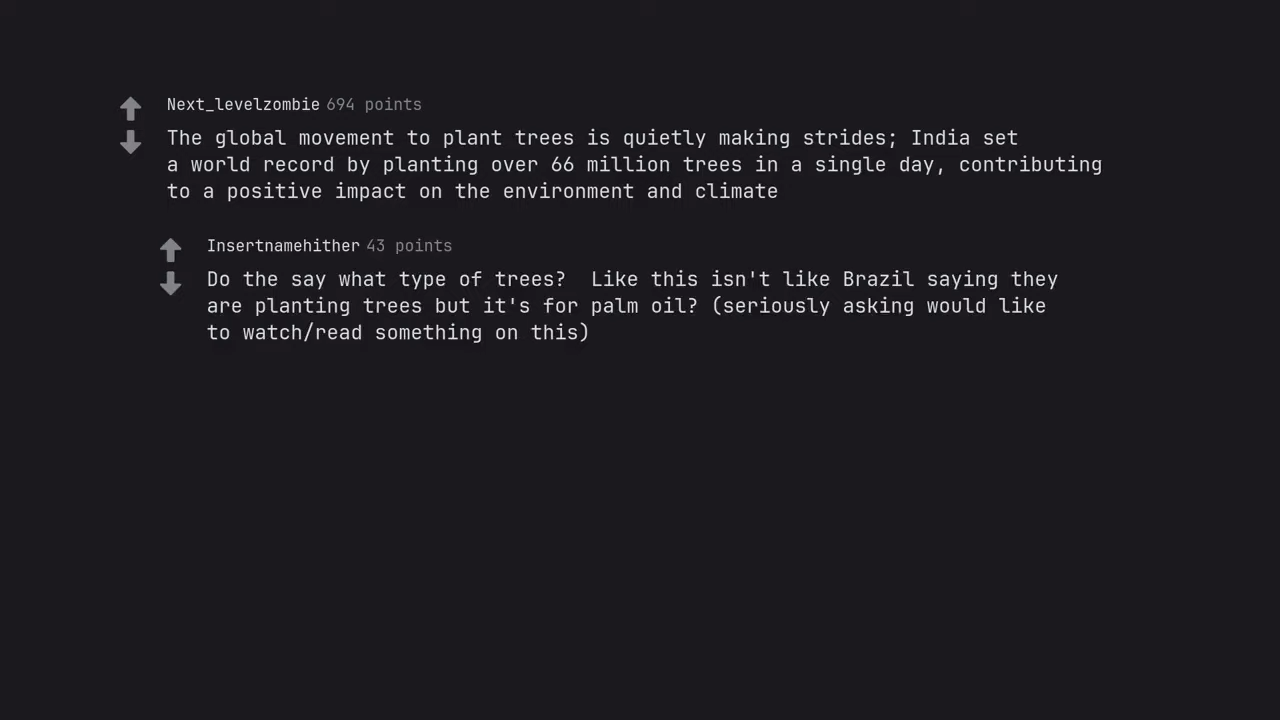 Next_levelzombie 694 points
The global movement to plant trees is quietly making strides; India set
a world record by planting over 66 million trees in a single day, contributing
to a positive impact on the environment and climate
Insertnamehither 43 points
Do the say what type of trees?  Like this isn't like Brazil saying they
are planting trees but it's for palm oil? (seriously asking would like
to watch/read something on this)